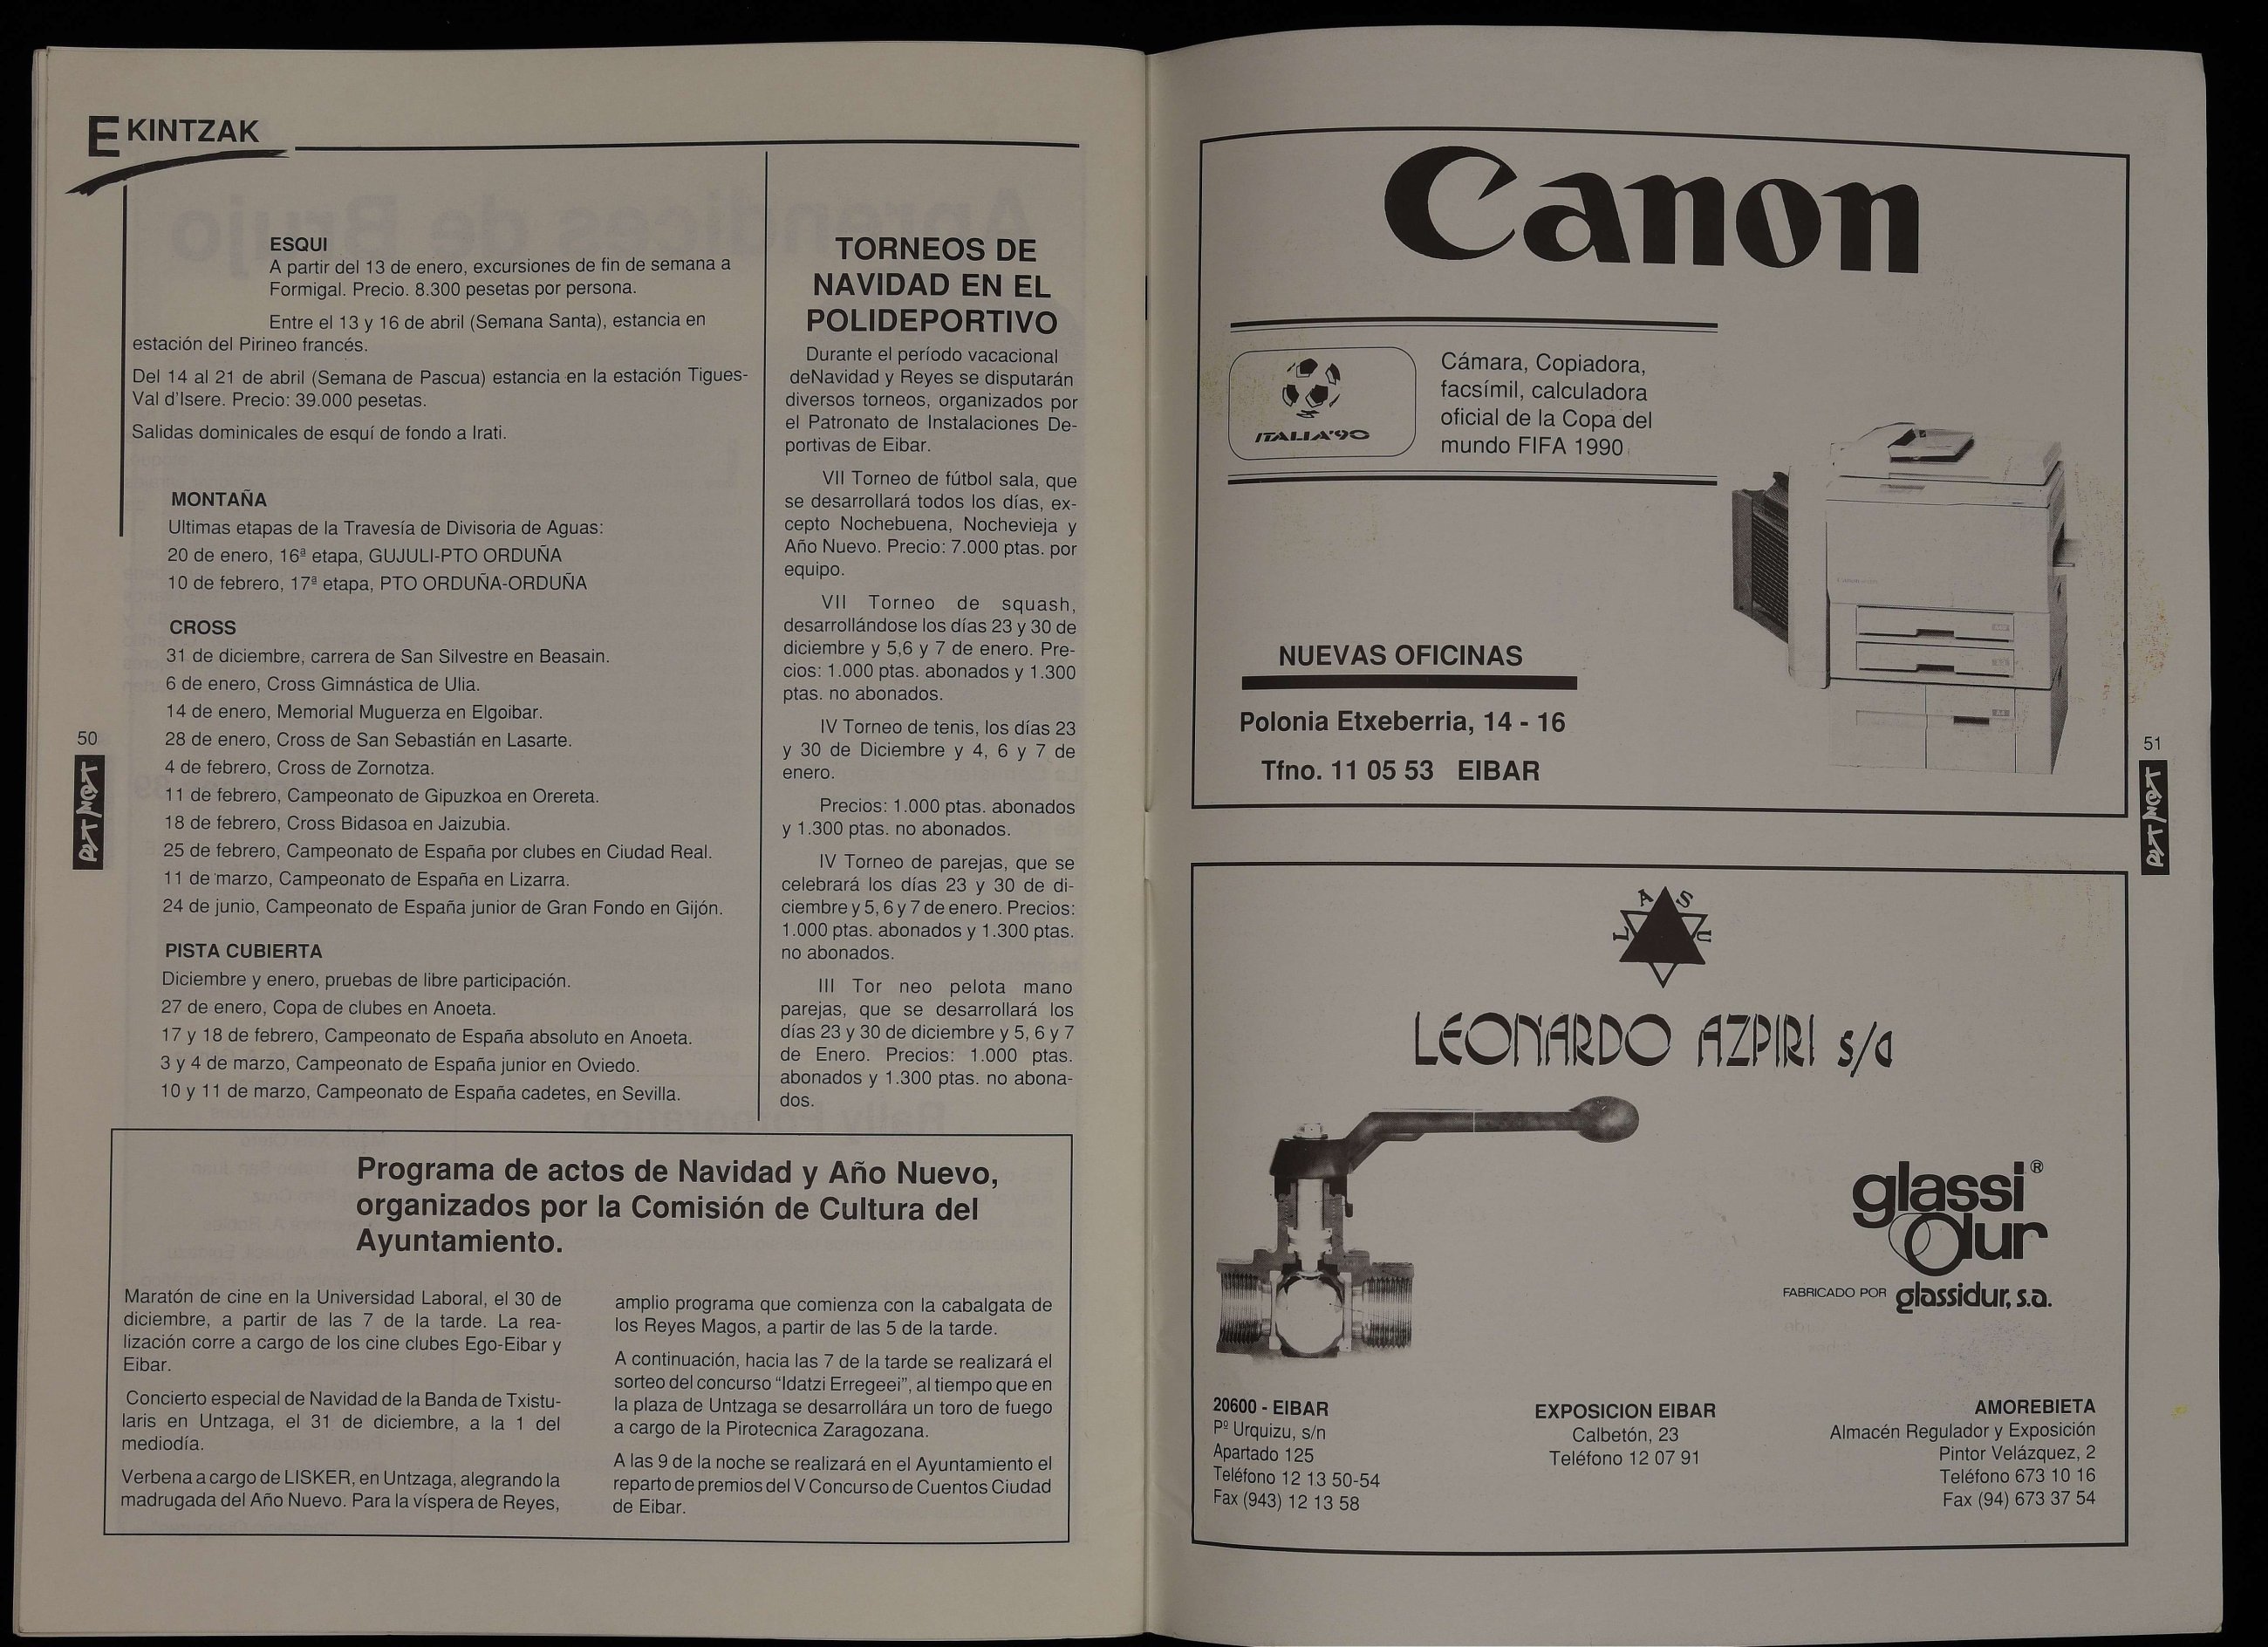 EKINTZAK
ESQUI
A partir del 13 de enero, excursiones de fin de semana a
Formigal. Precio. 8.300 pesetas por persona.
Entre el 13 y 16 de abril (Semana Santa), estancia en
estación del Pirineo francés.
Del 14 al 21 de abril (Semana de Pascua) estancia en la estación Tigues-
Val d'Isere. Precio: 39.000 pesetas.
Salidas dominicales de esquí de fondo a Irati.
MONTAÑA
Ultimas etapas de la Travesía de Divisoria de Aguas:
20 de enero, 16ª etapa, GUJULI-PTO ORDUÑA
10 de febrero, 17ª etapa, PTO ORDUÑA-ORDUÑA
CROSS
31 de diciembre, carrera de San Silvestre en Beasain.
6 de enero, Cross Gimnástica de Ulia.
14 de enero, Memorial Muguerza en Elgoibar.
28 de enero, Cross de San Sebastián en Lasarte.
4 de febrero, Cross de Zornotza.
11 de febrero, Campeonato de Gipuzkoa en Orereta.
18 de febrero, Cross Bidasoa en Jaizubia.
25 de febrero, Campeonato de España por clubes en Ciudad Real.
11 de marzo, Campeonato de España en Lizarra.
24 de junio, Campeonato de España junior de Gran Fondo en Gijón.
PISTA CUBIERTA
Diciembre y enero, pruebas de libre participación.
27 de enero, Copa de clubes en Anoeta.
17 y 18 de febrero, Campeonato de España absoluto en Anoeta.
3 y 4 de marzo, Campeonato de España junior en Oviedo.
10 y 11 de marzo, Campeonato de España cadetes, en Sevilla.
TORNEOS DE
NAVIDAD EN EL
POLIDEPORTIVO
Durante el período vacacional
deNavidad y Reyes se disputarán
diversos torneos, organizados por
el Patronato de Instalaciones De-
portivas de Eibar.
VII Torneo de fútbol sala, que
se desarrollará todos los días, ex-
cepto Nochebuena, Nochevieja y
Año Nuevo. Precio: 7.000 ptas. por
equipo.
VII Torneo de squash,
desarrollándose los días 23 y 30 de
diciembre y 5,6 y 7 de enero. Pre-
cios: 1.000 ptas. abonados y 1.300
ptas. no abonados.
IV Torneo de tenis, los días 23
y 30 de Diciembre y 4, 6 y 7 de
enero.
Precios: 1.000 ptas. abonados
y 1.300 ptas. no abonados.
IV Torneo de parejas, que se
celebrará los días 23 y 30 de di-
ciembre y 5, 6 y 7 de enero. Precios:
1.000 ptas. abonados y 1.300 ptas.
no abonados.
III Tor neo pelota mano
parejas, que se desarrollará los
días 23 y 30 de diciembre y 5, 6 y 7
de Enero. Precios: 1.000 ptas.
abonados y 1.300 ptas. no abona-
dos.
50
Programa de actos de Navidad y Año Nuevo,
organizados por la Comisión de Cultura del
Ayuntamiento.
Maratón de cine en la Universidad Laboral, el 30 de
diciembre, a partir de las 7 de la tarde. La rea-
lización corre a cargo de los cine clubes Ego-Eibar y
Eibar.
Concierto especial de Navidad de la Banda de Txistu-
laris en Untzaga, el 31 de diciembre, a la 1 del
mediodía.
Verbena a cargo de LISKER, en Untzaga, alegrando la
madrugada del Año Nuevo. Para la víspera de Reyes,
amplio programa que comienza con la cabalgata de
los Reyes Magos, a partir de las 5 de la tarde.
A continuación, hacia las 7 de la tarde se realizará el
sorteo del concurso “Idatzi Erregeei”, al tiempo que en
la plaza de Untzaga se desarrollára un toro de fuego
a cargo de la Pirotecnica Zaragozana.
A las 9 de la noche se realizará en el Ayuntamiento el
reparto de premios del V Concurso de Cuentos Ciudad
de Eibar.
Canon
ITALIA'90
Cámara, Copiadora,
facsímil, calculadora
oficial de la Copa del
mundo FIFA 1990
NUEVAS OFICINAS
Polonia Etxeberria, 14 - 16
Tfno. 11 05 53 EIBAR
51
L A S U
LEONARDO AZPIRI s/a
glassi®
dur
FABRICADO POR glassidur, s.a.
20600 - EIBAR
Pº Urquizu, s/n
Apartado 125
Teléfono 12 13 50-54
Fax (943) 12 13 58
EXPOSICION EIBAR
Calbetón, 23
Teléfono 12 07 91
AMOREBIETA
Almacén Regulador y Exposición
Pintor Velázquez, 2
Teléfono 673 10 16
Fax (94) 673 37 54